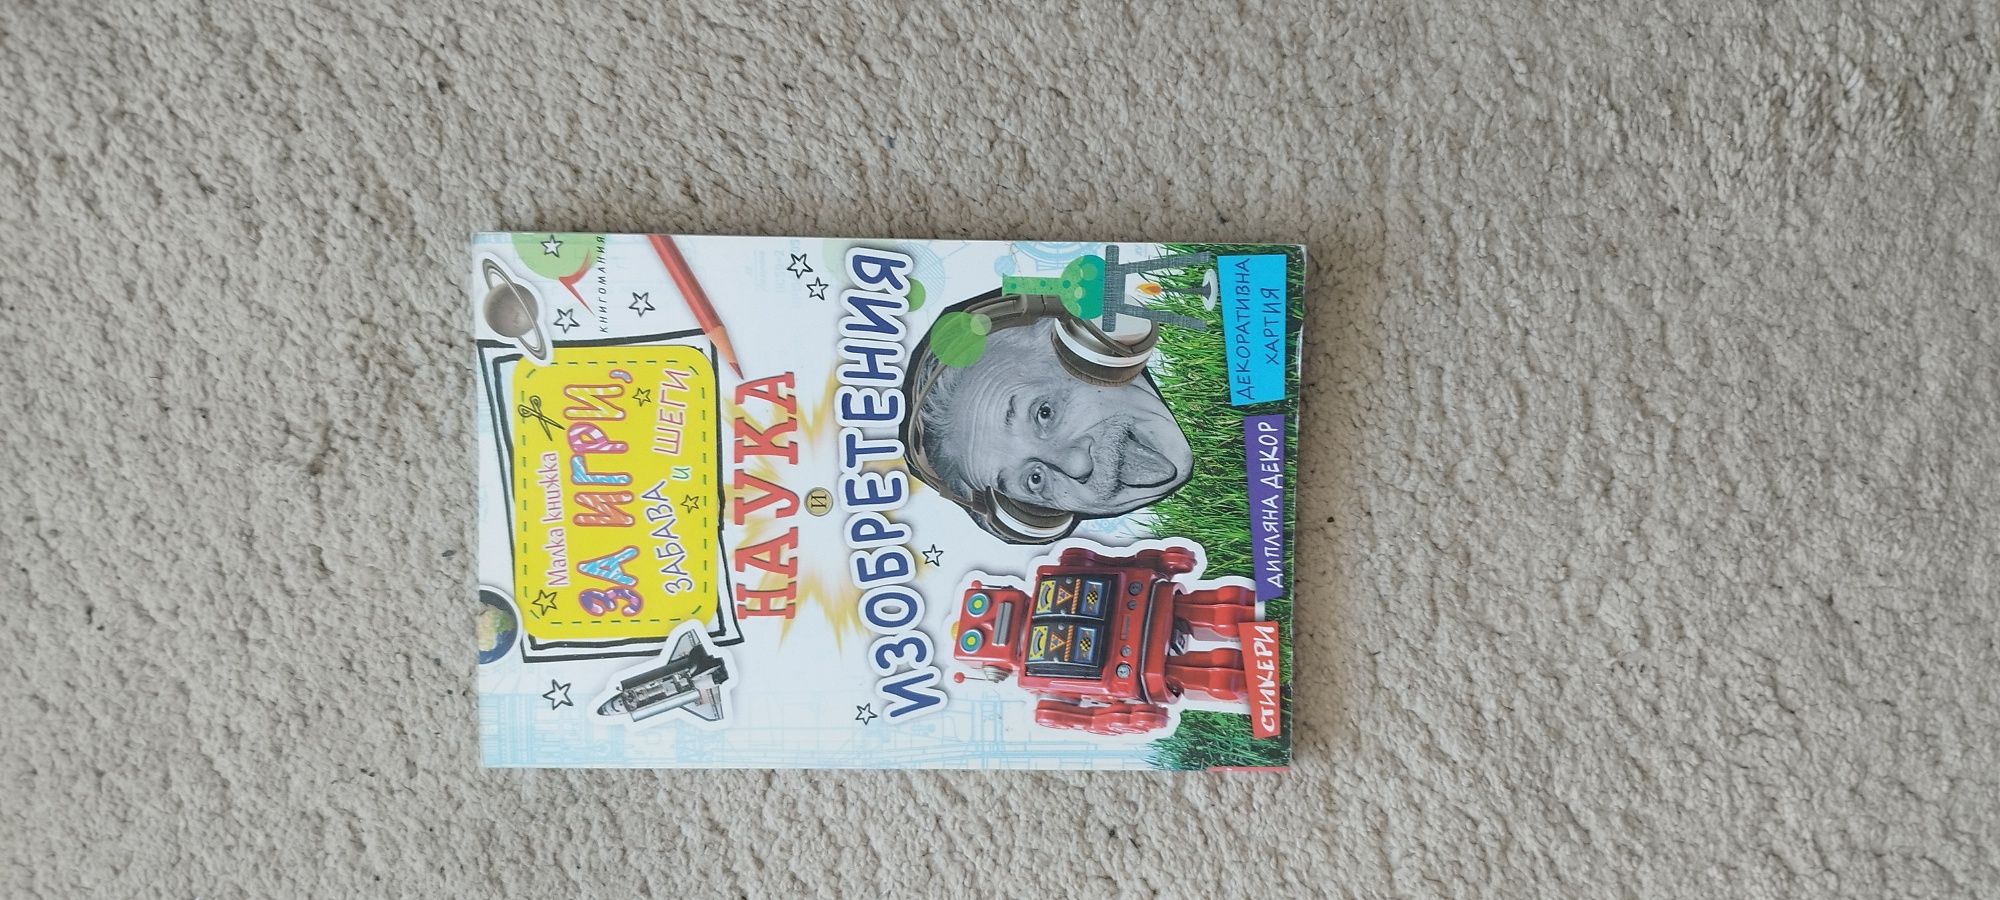 КНИГОМАНИЯ
Малка книжка
ЗА ИГРИ,
ЗАБАВА
и ШЕГИ
НАУКА
И
ИЗОБРЕТЕНИЯ
СТИКЕРИ
ДИПЛЯНА ДЕКОР
ДЕКОРАТИВНА
ХАРТИЯ